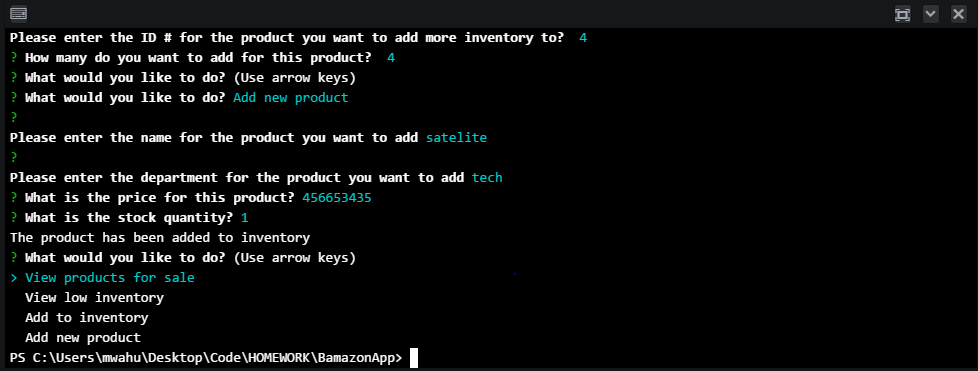 Please enter the ID # for the product you want to add more inventory to?  4
? How many do you want to add for this product?  4
? What would you like to do? (Use arrow keys)
? What would you like to do? Add new product
?
Please enter the name for the product you want to add satelite
?
Please enter the department for the product you want to add tech
? What is the price for this product? 456653435
? What is the stock quantity? 1
The product has been added to inventory
? What would you like to do? (Use arrow keys)
> View products for sale
  View low inventory
  Add to inventory
  Add new product
PS C:\Users\mwahu\Desktop\Code\HOMEWORK\BamazonApp>